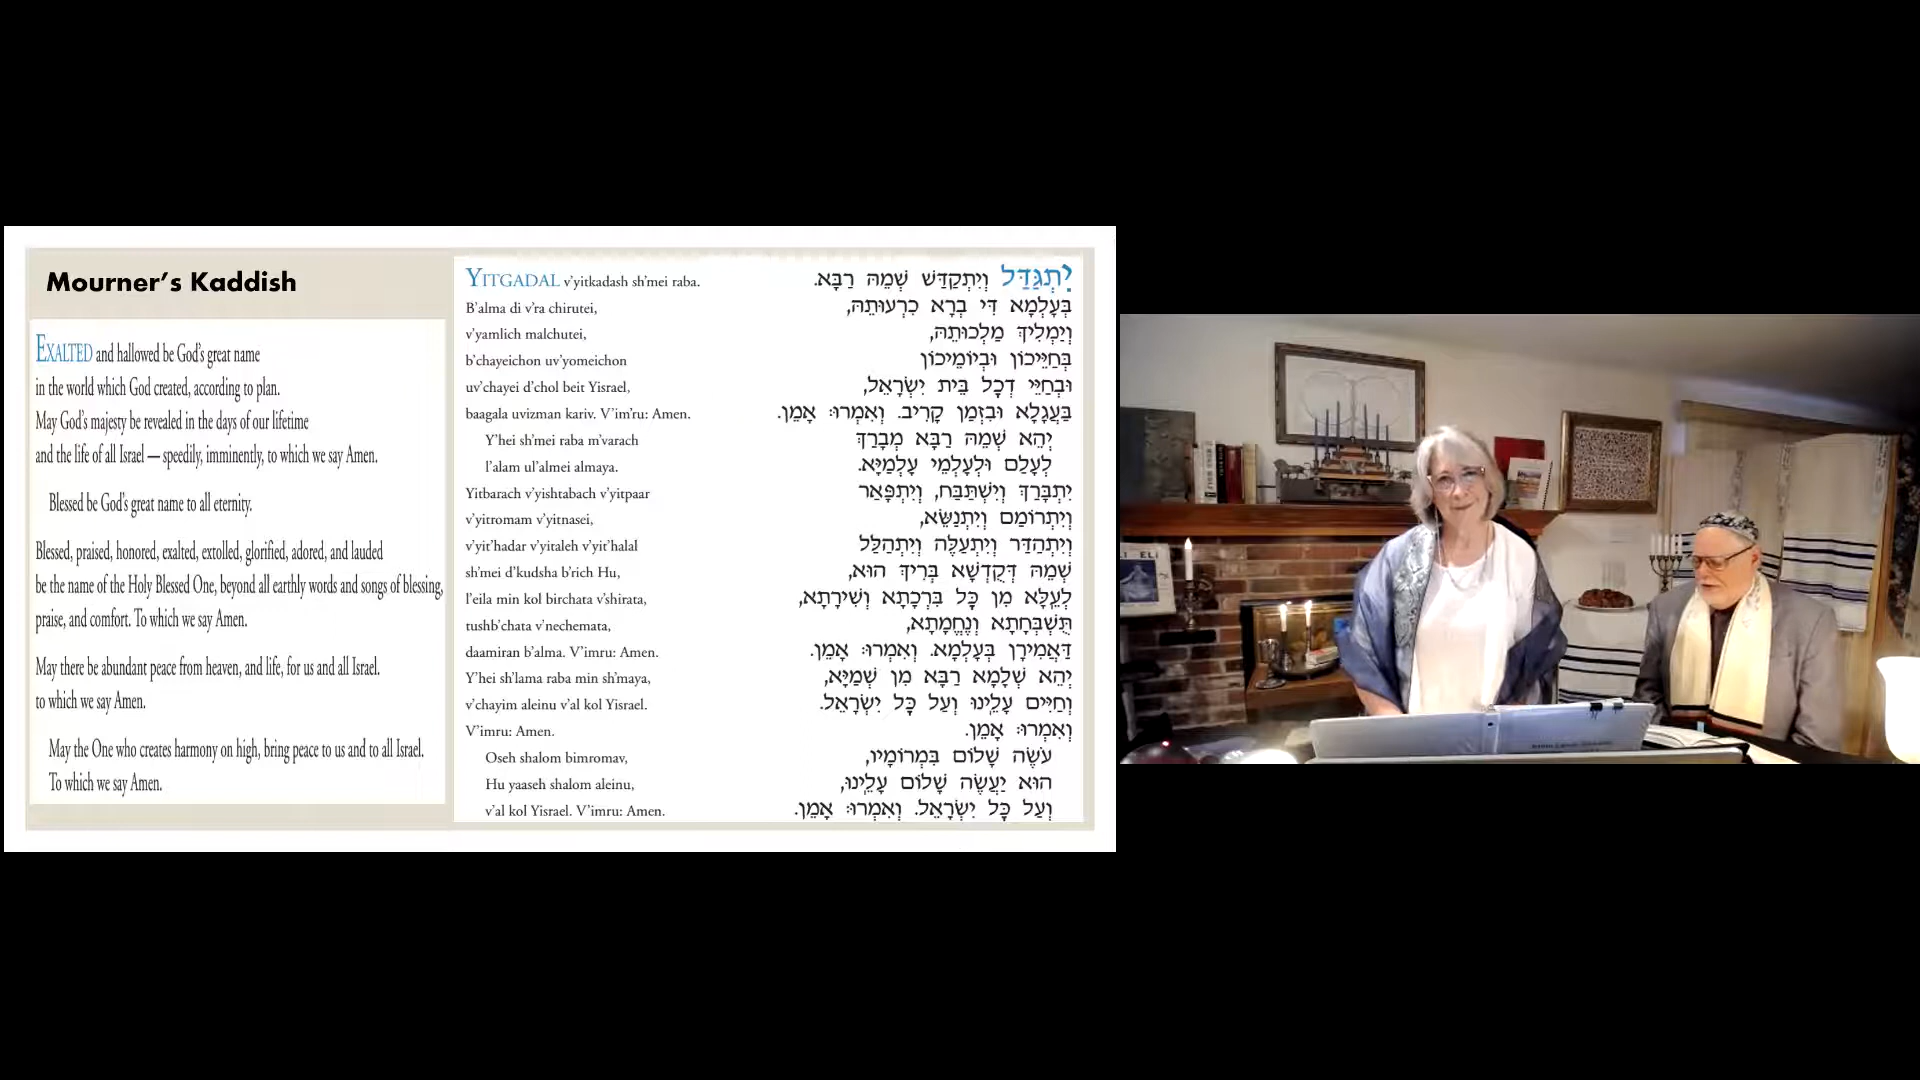 Mourner’s Kaddish
EXALTED and hallowed be God’s great name
in the world which God created, according to plan.
May God’s majesty be revealed in the days of our lifetime
and the life of all Israel — speedily, imminently, to which we say Amen.
Blessed be God’s great name to all eternity.
Blessed, praised, honored, exalted, extolled, glorified, adored, and lauded
be the name of the Holy Blessed One, beyond all earthly words and songs of blessing,
praise, and comfort. To which we say Amen.
May there be abundant peace from heaven, and life, for us and all Israel.
to which we say Amen.
May the One who creates harmony on high, bring peace to us and to all Israel.
To which we say Amen.
YITGADAL v’yitkadash sh’mei raba.
B’alma di v’ra chirutei,
v’yamlich malchutei,
b’chayeichon uv’yomeichon
uv’chayei d’chol beit Yisrael,
baagala uvizman kariv. V’im’ru: Amen.
Y’hei sh’mei raba m’varach
l’alam ul’almei almaya.
Yitbarach v’yishtabach v’yitpaar
v’yitromam v’yitnasei,
v’yit’hadar v’yitaleh v’yit’halal
sh’mei d’kudsha b’rich Hu,
l’eila min kol birchata v’shirata,
tushb’chata v’nechemata,
daamiran b’alma. V’imru: Amen.
Y’hei sh’lama raba min sh’maya,
v’chayim aleinu v’al kol Yisrael.
V’imru: Amen.
Oseh shalom bimromav,
Hu yaaseh shalom aleinu,
v’al kol Yisrael. V’imru: Amen.
יִתְגַּדַּל וְיִתְקַדַּשׁ שְׁמֵהּ רַבָּא.
בְּעָלְמָא דִּי בְרָא כִרְעוּתֵהּ,
וְיַמְלִיךְ מַלְכוּתֵהּ,
בְּחַיֵּיכוֹן וּבְיוֹמֵיכוֹן
וּבְחַיֵּי דְכׇל בֵּית יִשְׂרָאֵל,
בַּעֲגָלָא וּבִזְמַן קָרִיב. וְאִמְרוּ: אָמֵן.
יְהֵא שְׁמֵהּ רַבָּא מְבָרַךְ
לְעָלַם וּלְעָלְמֵי עָלְמַיָּא.
יִתְבָּרַךְ וְיִשְׁתַּבַּח, וְיִתְפָּאַר
וְיִתְרוֹמַם וְיִתְנַשֵּׂא,
וְיִתְהַדַּר וְיִתְעַלֶּה וְיִתְהַלַּל
שְׁמֵהּ דְּקֻדְשָׁא בְּרִיךְ הוּא,
לְעֵלָּא מִן כׇּל בִּרְכָתָא וְשִׁירָתָא,
תֻּשְׁבְּחָתָא וְנֶחֱמָתָא,
דַּאֲמִירָן בְּעָלְמָא. וְאִמְרוּ: אָמֵן.
יְהֵא שְׁלָמָא רַבָּא מִן שְׁמַיָּא,
וְחַיִּים עָלֵינוּ וְעַל כׇּל יִשְׂרָאֵל.
וְאִמְרוּ: אָמֵן.
עֹשֶׂה שָׁלוֹם בִּמְרוֹמָיו,
הוּא יַעֲשֶׂה שָׁלוֹם עָלֵינוּ,
וְעַל כׇּל יִשְׂרָאֵל. וְאִמְרוּ: אָמֵן.
ELI